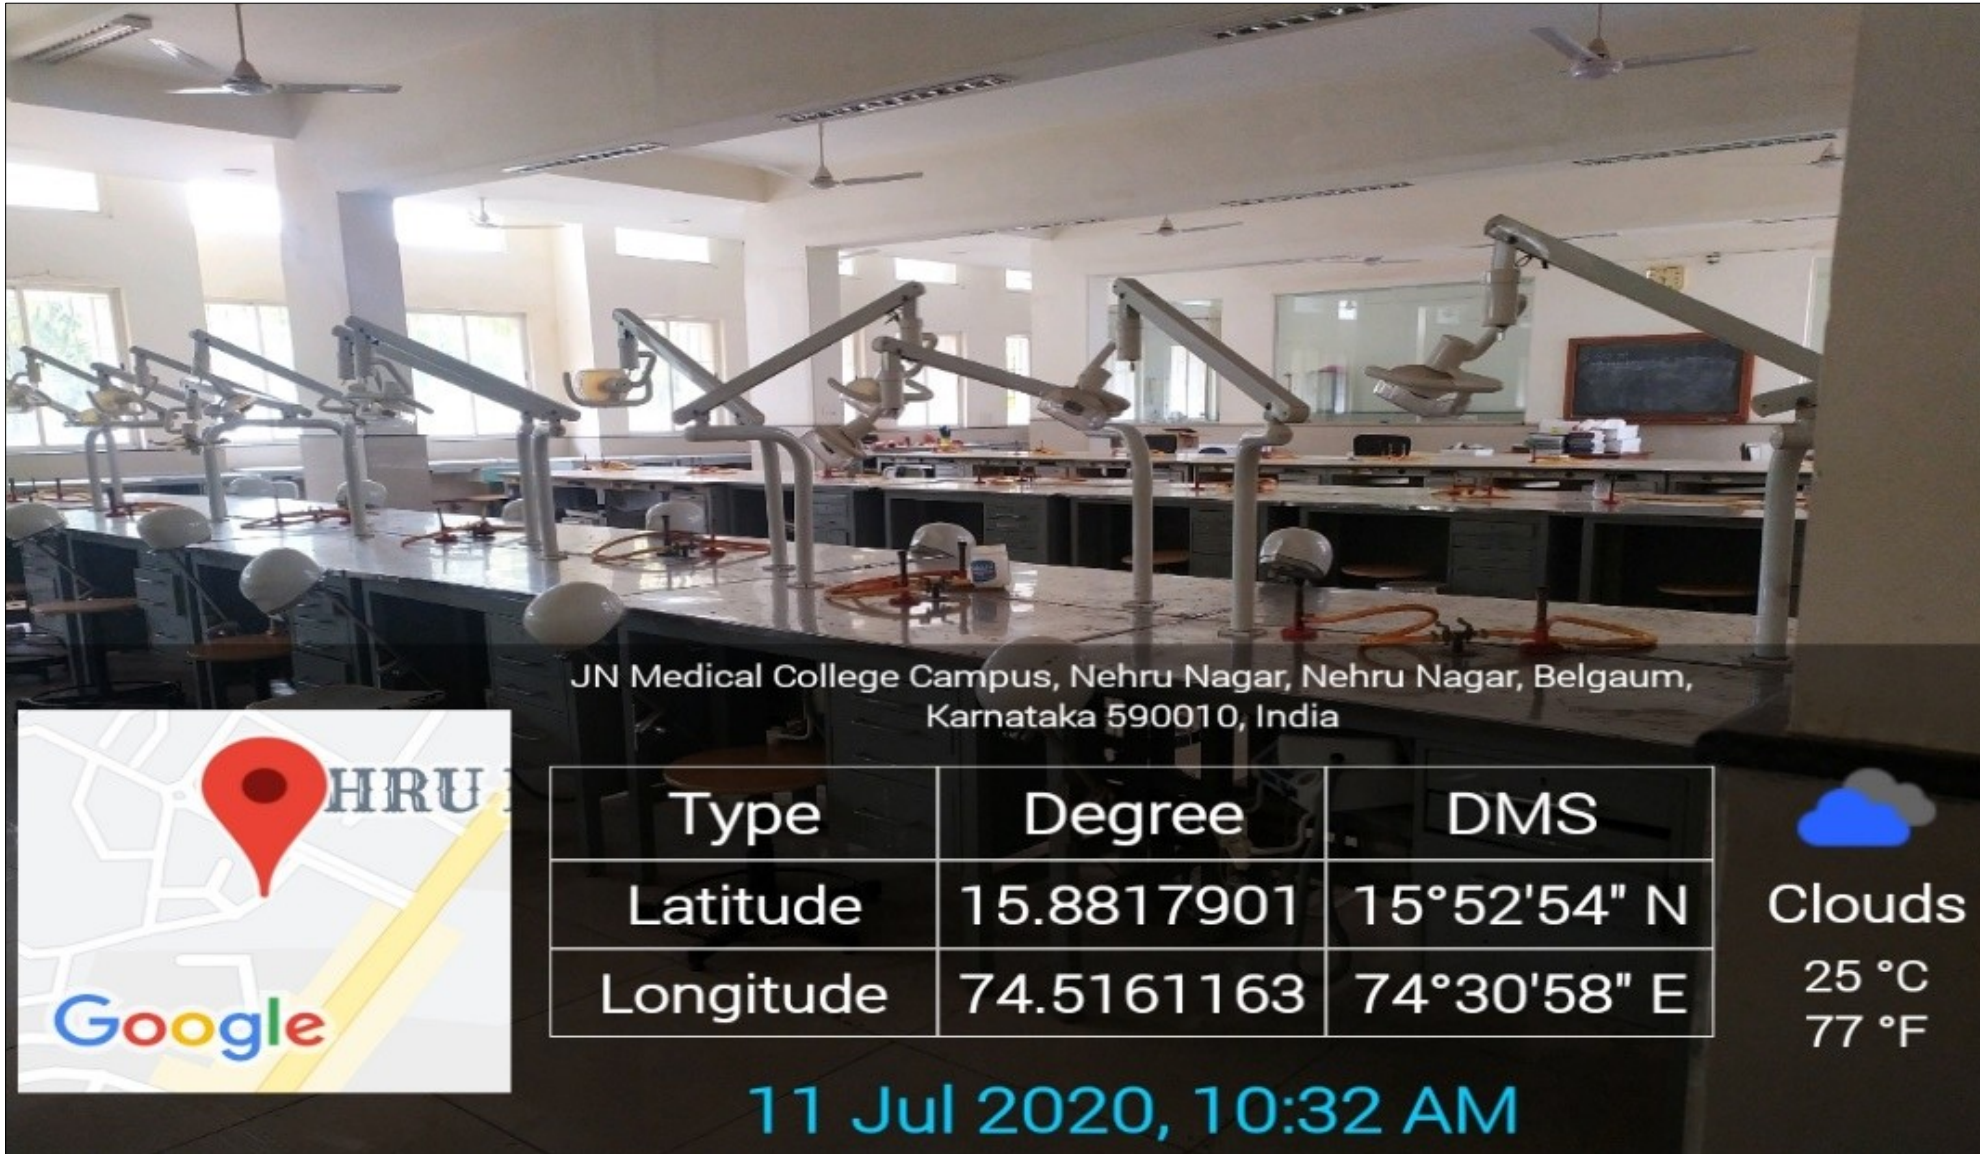 JN Medical College Campus, Nehru Nagar, Nehru Nagar, Belgaum,
Karnataka 590010, India
HRU
Google
Type Degree DMS
Latitude 15.8817901 15°52'54" N
Longitude 74.5161163 74°30'58" E
Clouds
25 °C
77 °F
11 Jul 2020, 10:32 AM